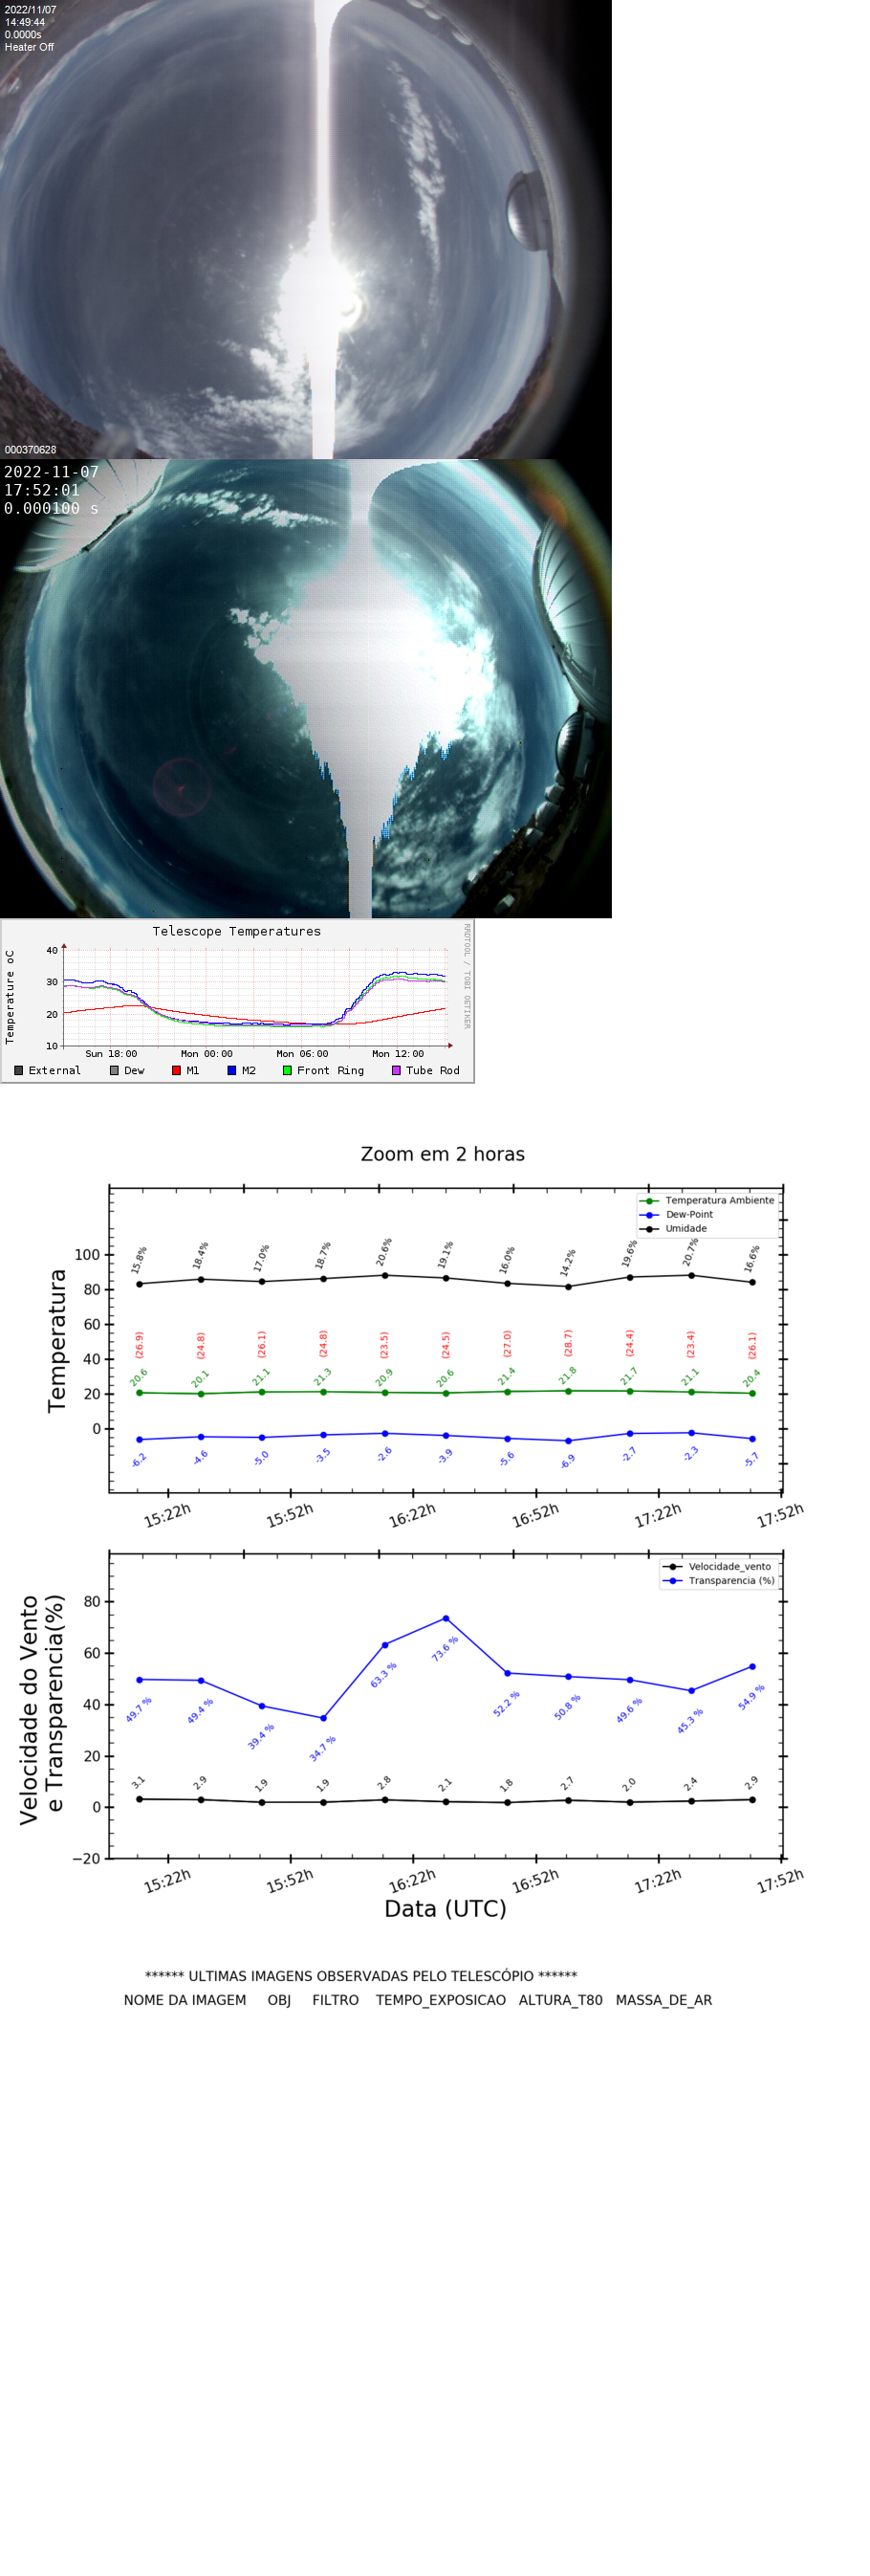 2022/11/07
14:49:44
0.0000s
Heater Off
000370628
2022-11-07
17:52:01
0.000100 s
Telescope Temperatures
RRDTOOL / TOBI OETIKER
Temperature oC
40
30
20
10
Sun 18:00 Mon 00:00 Mon 06:00 Mon 12:00
External Dew M1 M2 Front Ring Tube Rod
Zoom em 2 horas
Temperatura Ambiente
Dew-Point
Umidade
Temperatura
100
80
60
40
20
0
15.8% 18.4% 17.0% 18.7% 20.6% 19.1% 16.0% 14.2% 19.6% 20.7% 16.6%
(26.9) (24.8) (26.1) (24.8) (23.5) (24.5) (27.0) (28.7) (24.4) (23.4) (26.1)
20.6 20.1 21.1 21.3 20.9 20.6 21.4 21.8 21.7 21.1 20.4
-6.2 -4.6 -5.0 -3.5 -2.6 -3.9 -5.6 -6.9 -2.7 -2.3 -5.7
15:22h 15:52h 16:22h 16:52h 17:22h 17:52h
Velocidade_vento
Transparencia (%)
Velocidade do Vento
e Transparencia(%)
80
60
40
20
0
−20
49.7 % 49.4 % 39.4 % 34.7 % 63.3 % 73.6 % 52.2 % 50.8 % 49.6 % 45.3 % 54.9 %
3.1 2.9 1.9 1.9 2.8 2.1 1.8 2.7 2.0 2.4 2.9
15:22h 15:52h 16:22h 16:52h 17:22h 17:52h
Data (UTC)
****** ULTIMAS IMAGENS OBSERVADAS PELO TELESCÓPIO ******
NOME DA IMAGEM OBJ FILTRO TEMPO_EXPOSICAO ALTURA_T80 MASSA_DE_AR